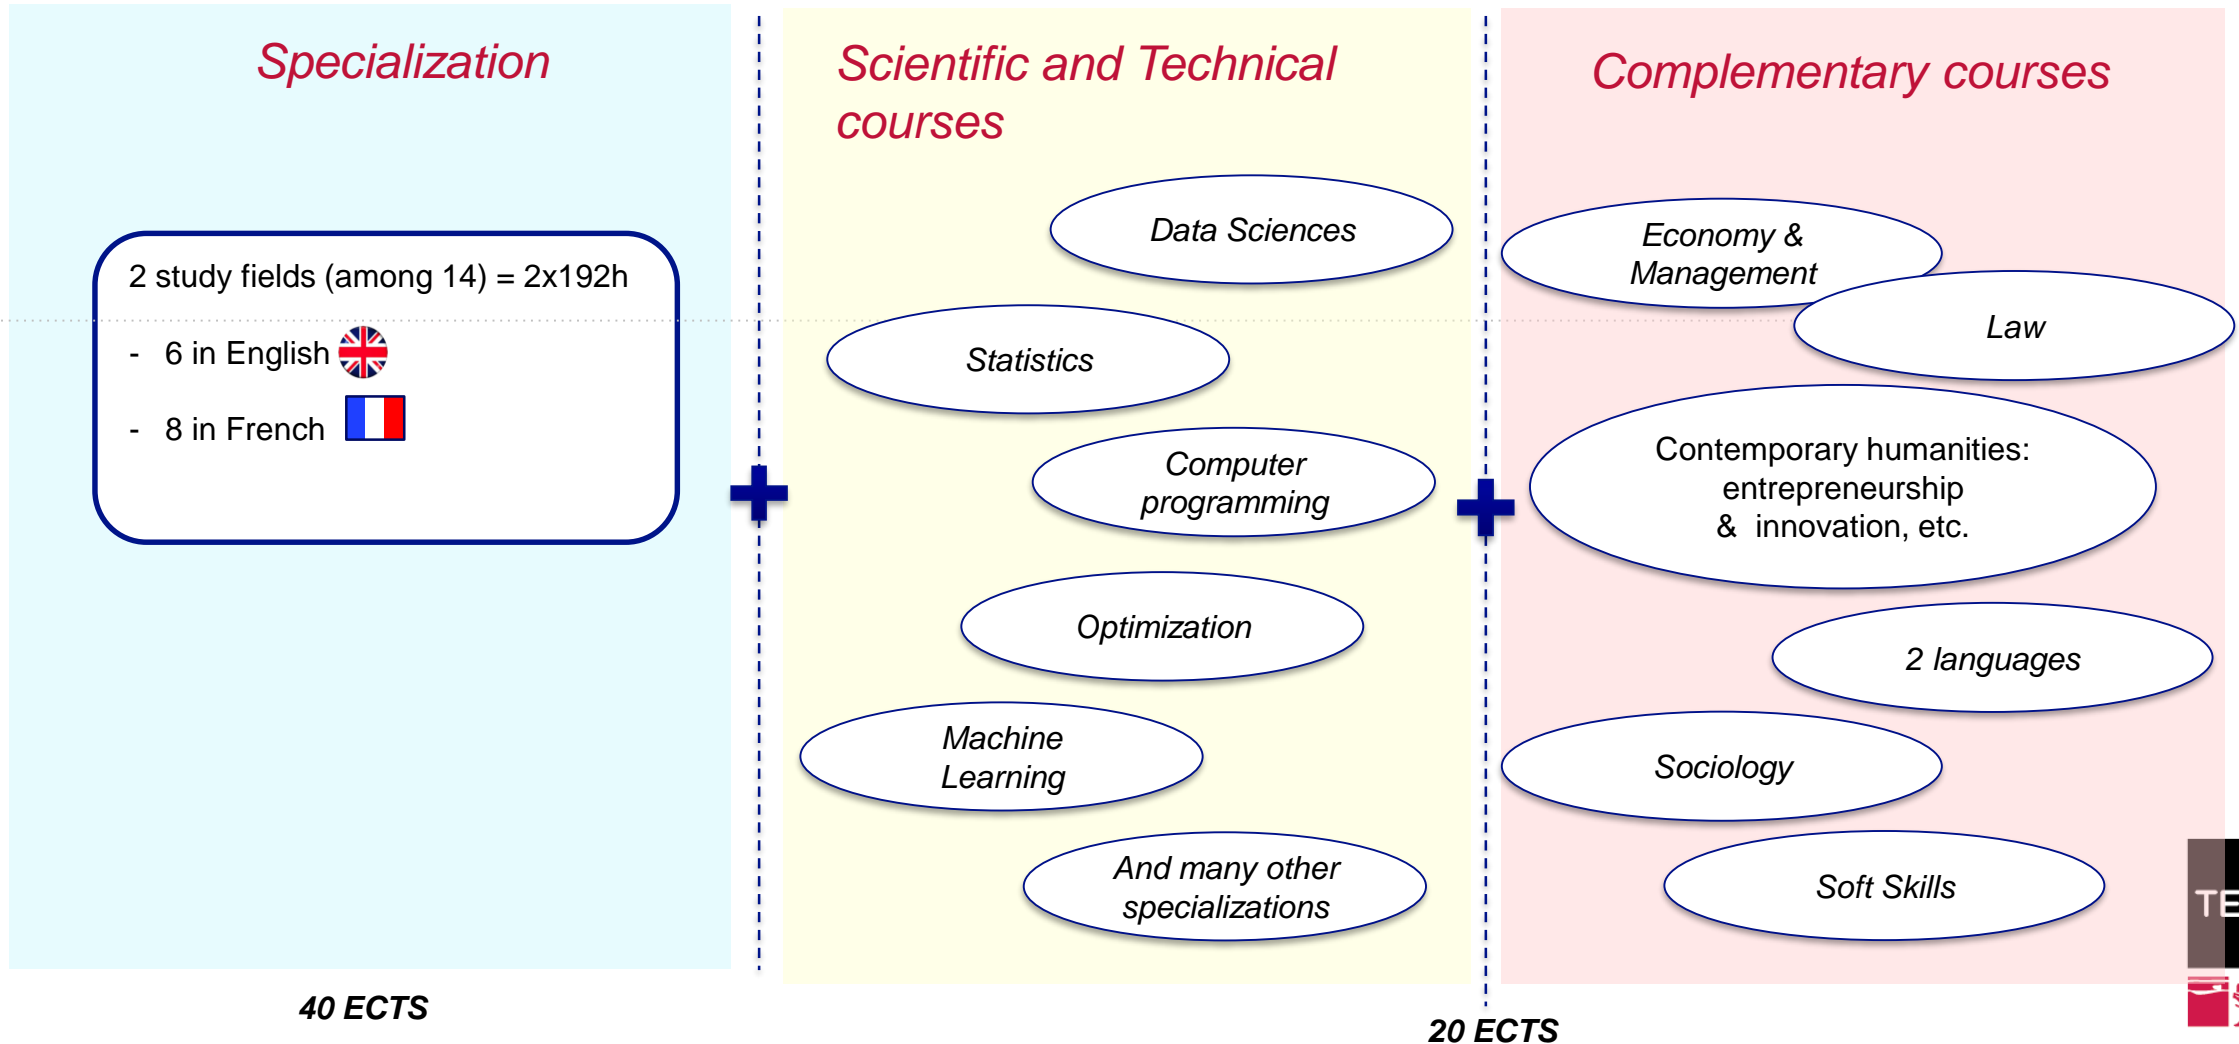 Specialization
2 study fields (among 14) = 2x192h
- 6 in English
- 8 in French
40 ECTS
Scientific and Technical
courses
Data Sciences
Statistics
Computer
programming
Optimization
Machine
Learning
And many other
specializations
Complementary courses
Economy &
Management
Law
Contemporary humanities:
entrepreneurship
& innovation, etc.
2 languages
Sociology
Soft Skills
20 ECTS
TE